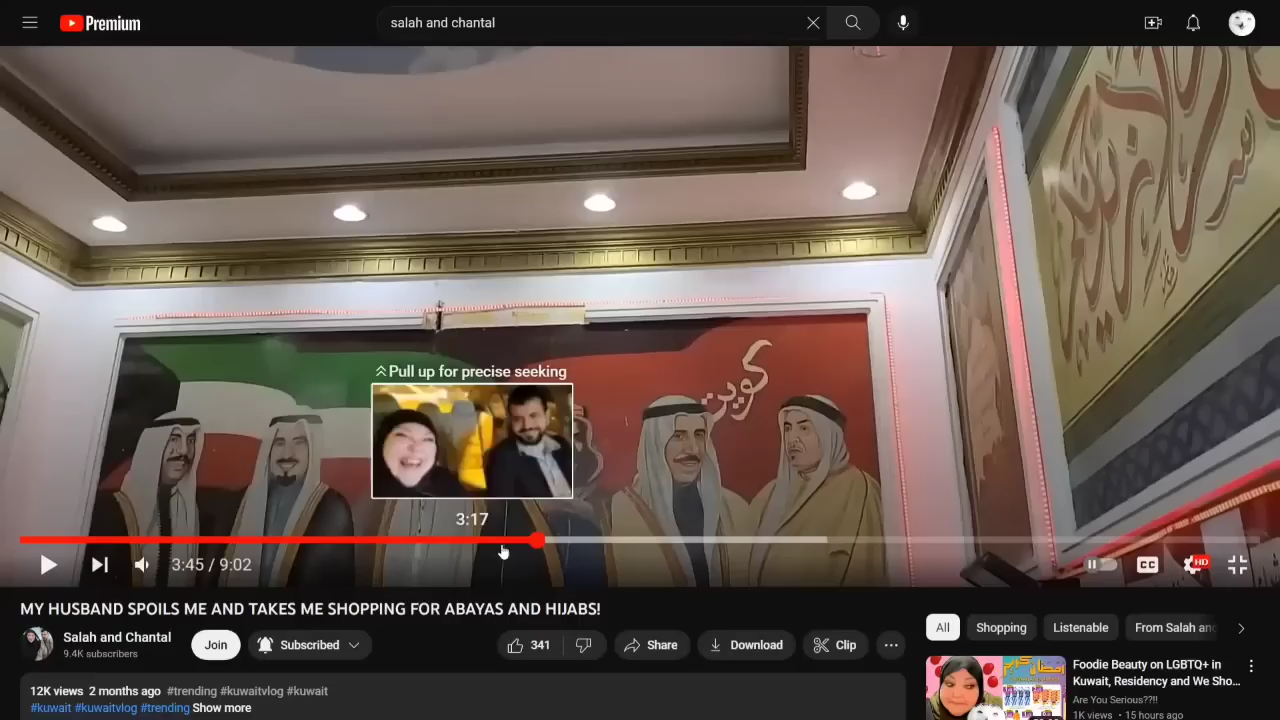 Premium
salah and chantal
كويت
Pull up for precise seeking
3:17
3:45 / 9:02
CC
HD
MY HUSBAND SPOILS ME AND TAKES ME SHOPPING FOR ABAYAS AND HIJABS!
Salah and Chantal
9.4K subscribers
Join
Subscribed
341
Share
Download
Clip
All
Shopping
Listenable
From Salah and
12K views 2 months ago #trending #kuwaitvlog #kuwait
#kuwait #kuwaitvlog #trending Show more
Foodie Beauty on LGBTQ+ in
Kuwait, Residency and We Sho...
Are You Serious??!!
1K views • 15 hours ago